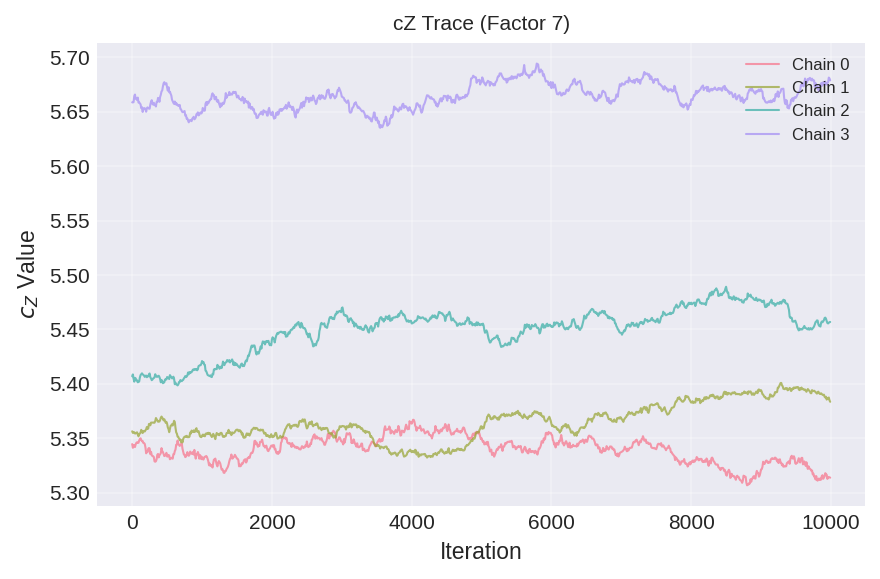 cZ Trace (Factor 7)
5.70
5.65
5.60
5.55
5.50
5.45
5.40
5.35
5.30
cZ Value
Chain 0
Chain 1
Chain 2
Chain 3
0
2000
4000
6000
8000
10000
Iteration